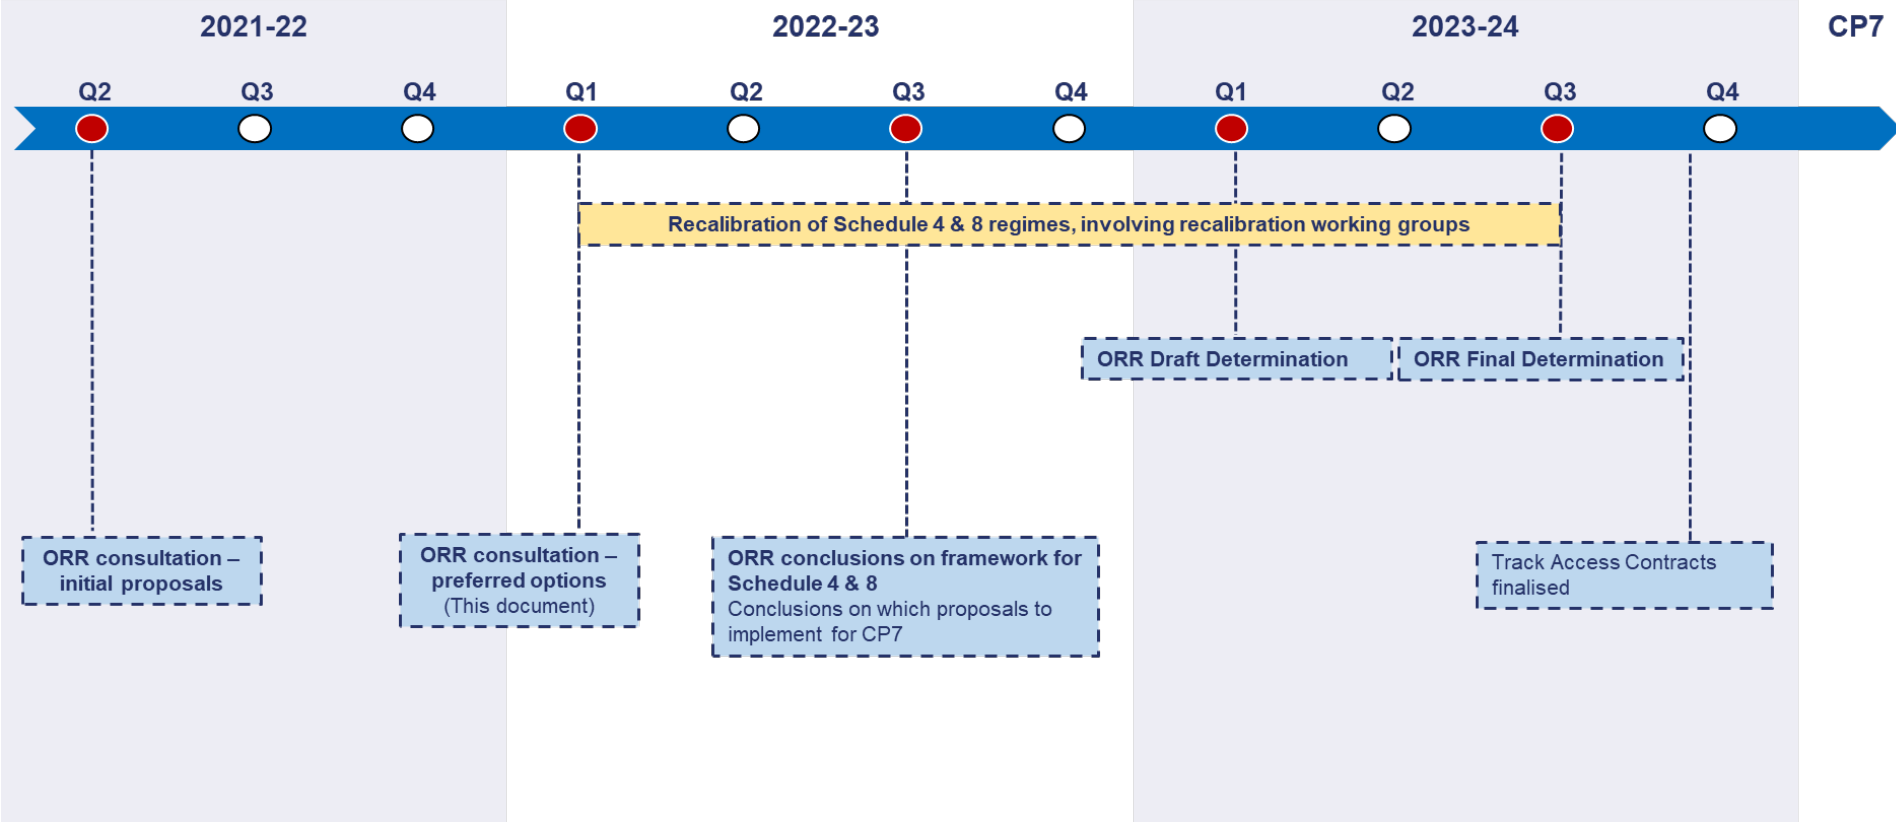 2021-22
2022-23
2023-24
CP7
Q2
Q3
Q4
Q1
Q2
Q3
Q4
Q1
Q2
Q3
Q4
Recalibration of Schedule 4 & 8 regimes, involving recalibration working groups
ORR Draft Determination
ORR Final Determination
ORR consultation –
initial proposals
ORR consultation –
preferred options
(This document)
ORR conclusions on framework for
Schedule 4 & 8
Conclusions on which proposals to
implement for CP7
Track Access Contracts
finalised